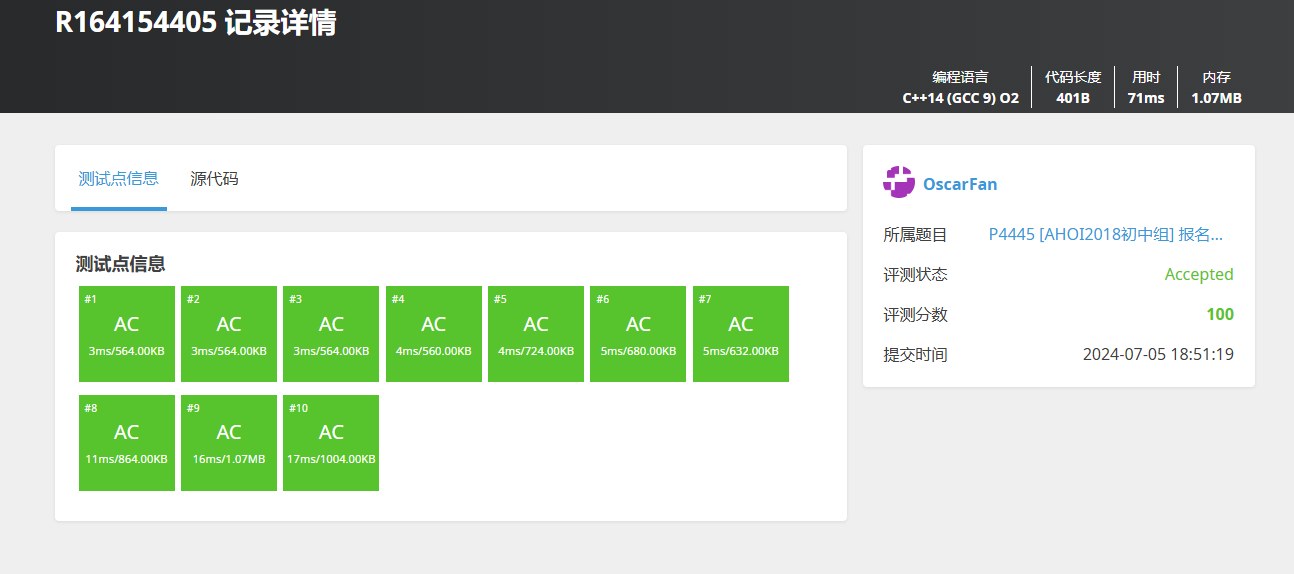 R164154405 记录详情
编程语言 代码长度 用时 内存
C++14 (GCC 9) O2 401B 71ms 1.07MB
测试点信息 源代码
测试点信息
#1 #2 #3 #4 #5 #6 #7
AC AC AC AC AC AC AC
3ms/564.00KB 3ms/564.00KB 3ms/564.00KB 4ms/560.00KB 4ms/724.00KB 5ms/680.00KB 5ms/632.00KB
#8 #9 #10
AC AC AC
11ms/864.00KB 16ms/1.07MB 17ms/1004.00KB
OscarFan
所属题目 P4445 [AHOI2018初中组] 报名...
评测状态 Accepted
评测分数 100
提交时间 2024-07-05 18:51:19